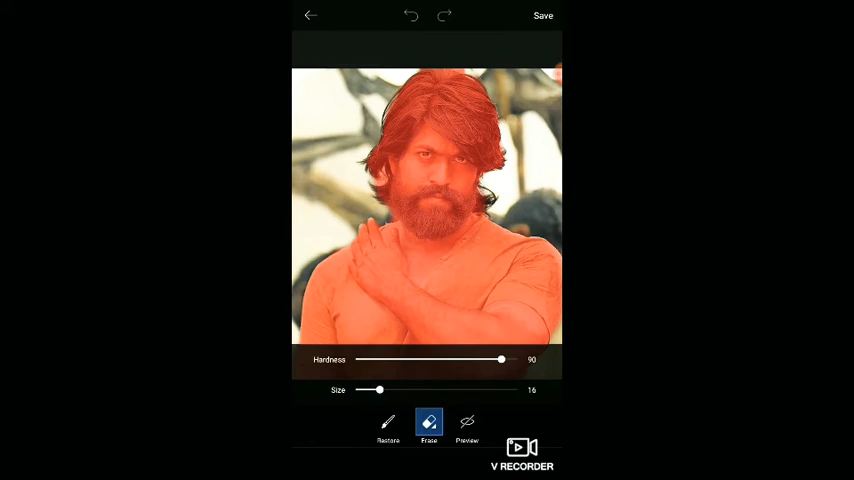 Save
Hardness 90
Size 16
Restore Erase Preview
V RECORDER